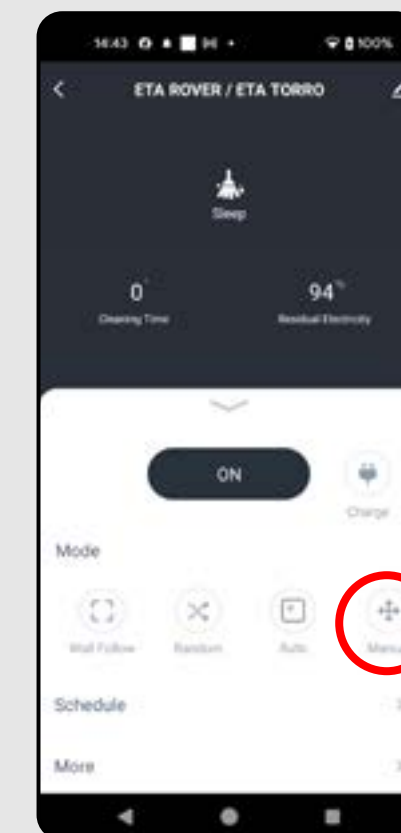 14:43 100%
ETA ROVER / ETA TORRO
Sleep
0 94
Cleaning Time Residual Electricity
ON
Charge
Mode
Wall Follow Random Auto
Schedule
More